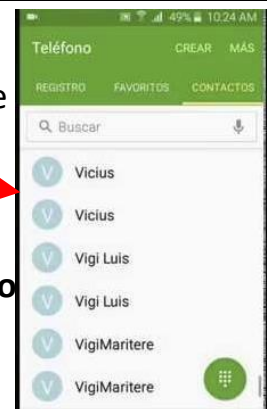 49% 10:24 AM
Teléfono CREAR MÁS
REGISTRO FAVORITOS CONTACTOS
e
Buscar
V Vicius
V Vicius
V Vigi Luis
o
V Vigi Luis
V VigiMaritere
V VigiMaritere